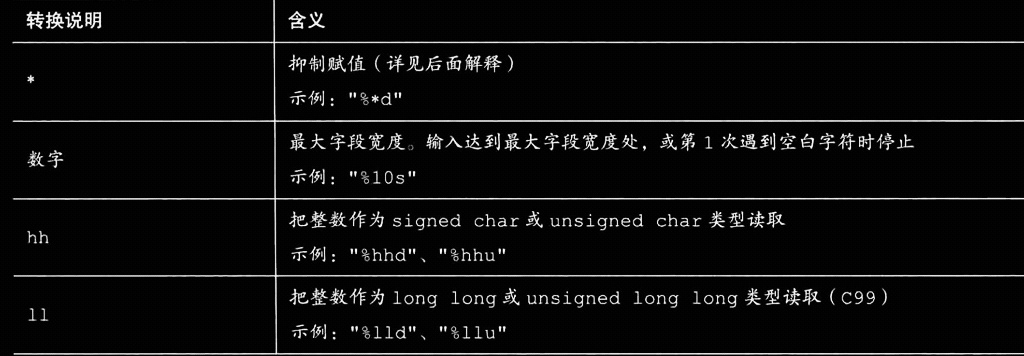 转换说明 含义
*
抑制赋值（详见后面解释）
示例："%*d"
数字
最大字段宽度。输入达到最大字段宽度处，或第1次遇到空白字符时停止
示例："%10s"
hh
把整数作为 signed char 或 unsigned char 类型读取
示例："%hhd"、"%hhu"
ll
把整数作为 long long 或 unsigned long long 类型读取（C99）
示例："%lld"、"%llu"